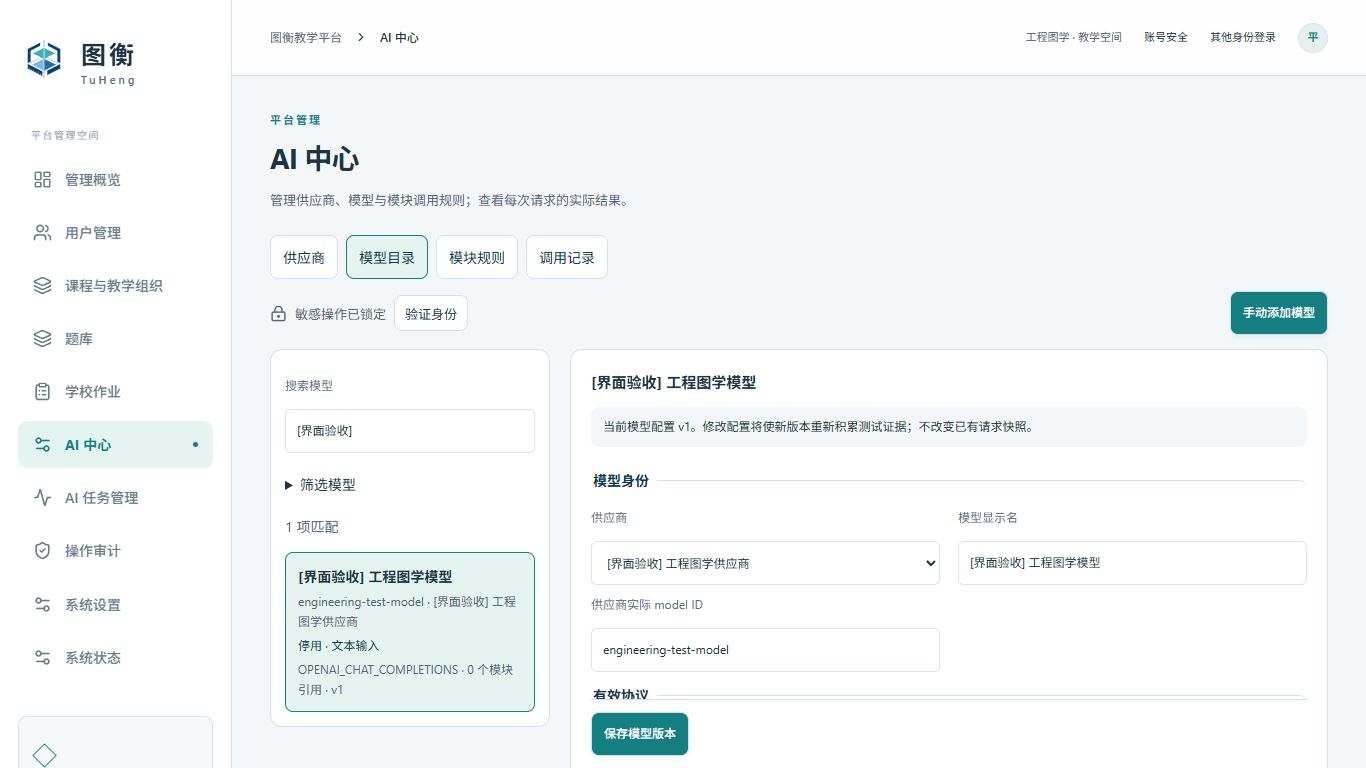 图衡
TuHeng
平台管理空间
管理概览
用户管理
课程与教学组织
题库
学校作业
AI 中心
AI 任务管理
操作审计
系统设置
系统状态
图衡教学平台 > AI 中心
工程图学 · 教学空间 账号安全 其他身份登录 平
平台管理
AI 中心
管理供应商、模型与模块调用规则；查看每次请求的实际结果。
供应商 模型目录 模块规则 调用记录
敏感操作已锁定 验证身份 手动添加模型
搜索模型
[界面验收]
筛选模型
1 项匹配
[界面验收] 工程图学模型
engineering-test-model · [界面验收] 工程
图学供应商
停用 · 文本输入
OPENAI_CHAT_COMPLETIONS · 0 个模块
引用 · v1
[界面验收] 工程图学模型
当前模型配置 v1。修改配置将使新版本重新积累测试证据；不改变已有请求快照。
模型身份
供应商 模型显示名
[界面验收] 工程图学供应商 [界面验收] 工程图学模型
供应商实际 model ID
engineering-test-model
有效协议
保存模型版本